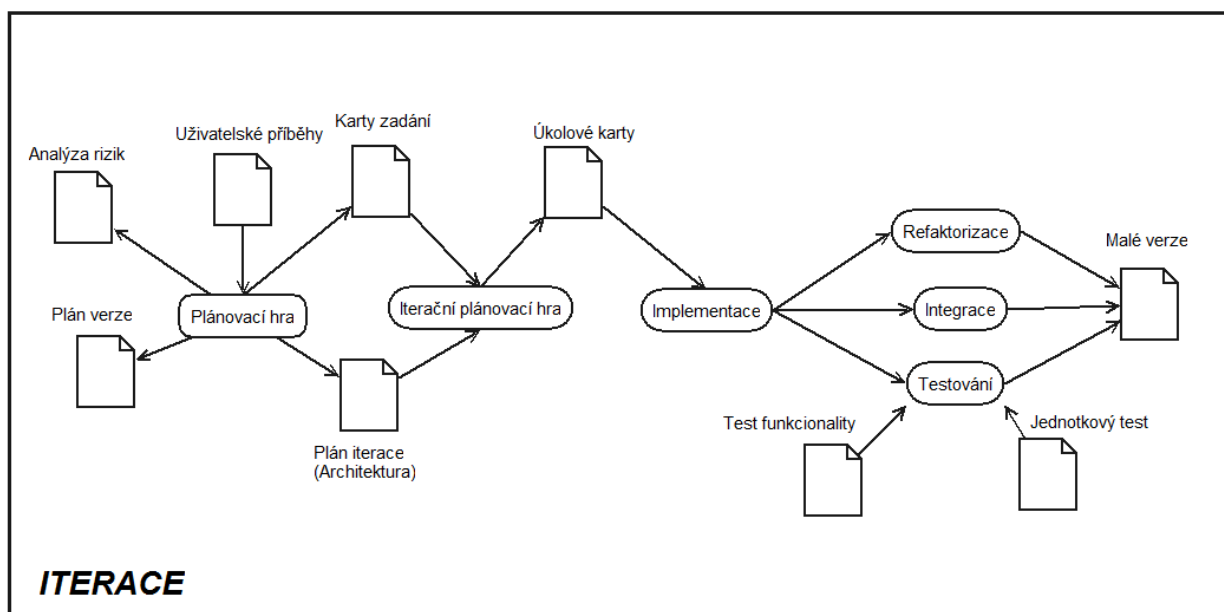 Analýza rizik
Uživatelské příběhy
Karty zadání
Úkolové karty
Plán verze
Plánovací hra
Iterační plánovací hra
Implementace
Refaktorizace
Integrace
Testování
Malé verze
Plán iterace
(Architektura)
Test funkcionality
Jednotkový test
ITERACE